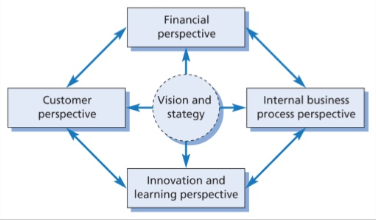 Financial
perspective
Customer
perspective
Vision and
stategy
Internal business
process perspective
Innovation and
learning perspective